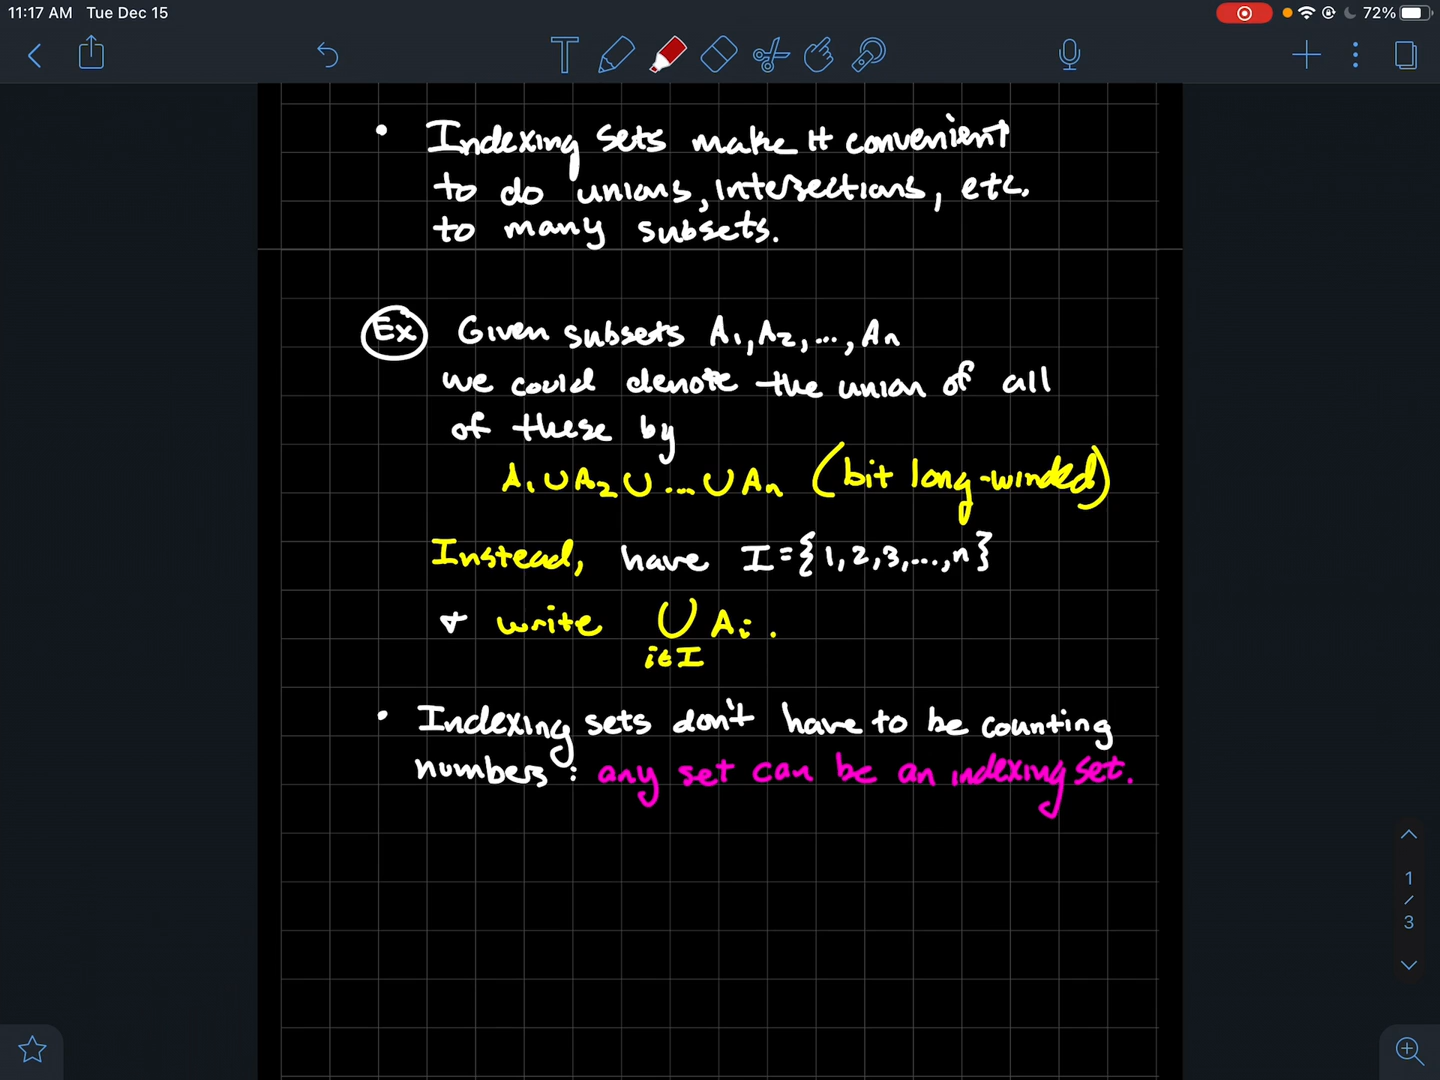 11:17 AM Tue Dec 15
72%
• Indexing sets make it convenient
to do unions, intersections, etc.
to many subsets.
Ex Given subsets A₁, A₂, ..., Aₙ
we could denote the union of all
of these by
A₁ ∪ A₂ ∪ ... ∪ Aₙ (bit long-winded)
Instead, have I = {1, 2, 3, ..., n}
& write ∪ Aᵢ.
i∈I
• Indexing sets don't have to be counting
numbers: any set can be an indexing set.
1
/
3